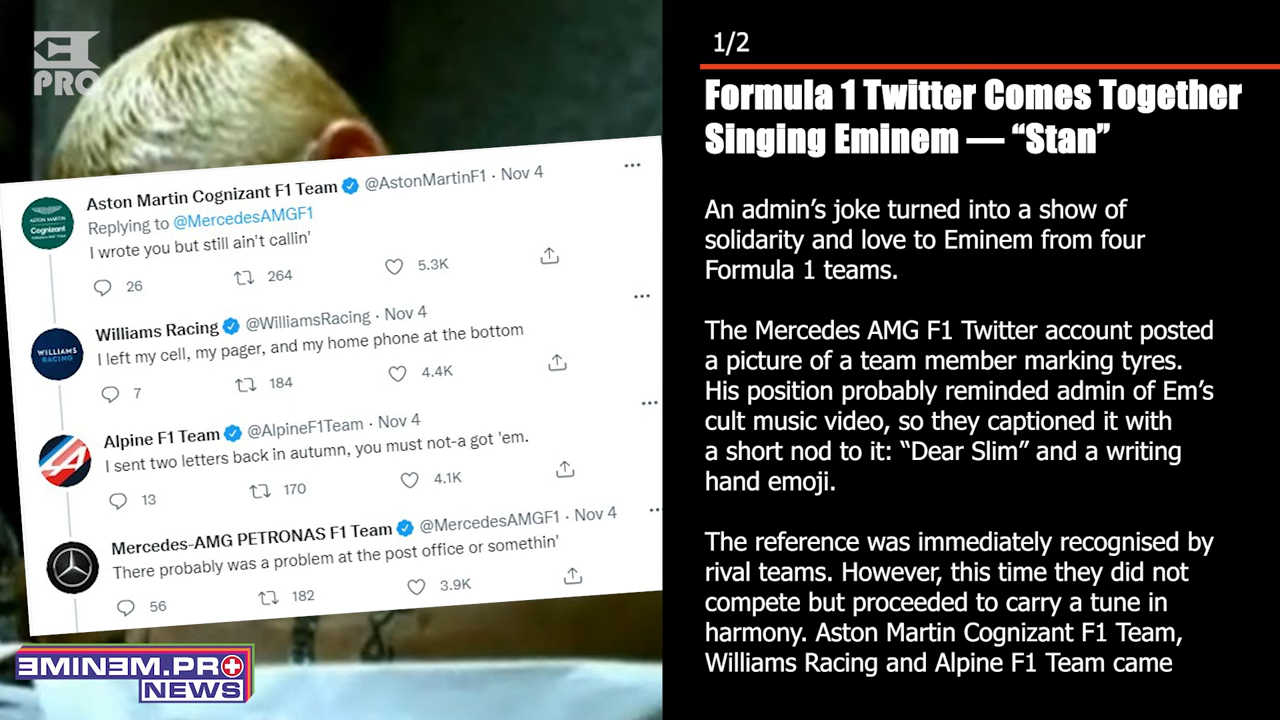 PRO
Aston Martin Cognizant F1 Team @AstonMartinF1 · Nov 4
Replying to @MercedesAMGF1
I wrote you but still ain't callin'
26 264 5.3K
Williams Racing @WilliamsRacing · Nov 4
I left my cell, my pager, and my home phone at the bottom
7 184 4.4K
WILLIAMS
RACING
Alpine F1 Team @AlpineF1Team · Nov 4
I sent two letters back in autumn, you must not-a got 'em.
13 170 4.1K
Mercedes-AMG PETRONAS F1 Team @MercedesAMGF1 · Nov 4
There probably was a problem at the post office or somethin'
56 182 3.9K
EMINEM.PRO
NEWS
1/2
Formula 1 Twitter Comes Together
Singing Eminem — “Stan”
An admin’s joke turned into a show of
solidarity and love to Eminem from four
Formula 1 teams.
The Mercedes AMG F1 Twitter account posted
a picture of a team member marking tyres.
His position probably reminded admin of Em’s
cult music video, so they captioned it with
a short nod to it: “Dear Slim” and a writing
hand emoji.
The reference was immediately recognised by
rival teams. However, this time they did not
compete but proceeded to carry a tune in
harmony. Aston Martin Cognizant F1 Team,
Williams Racing and Alpine F1 Team came